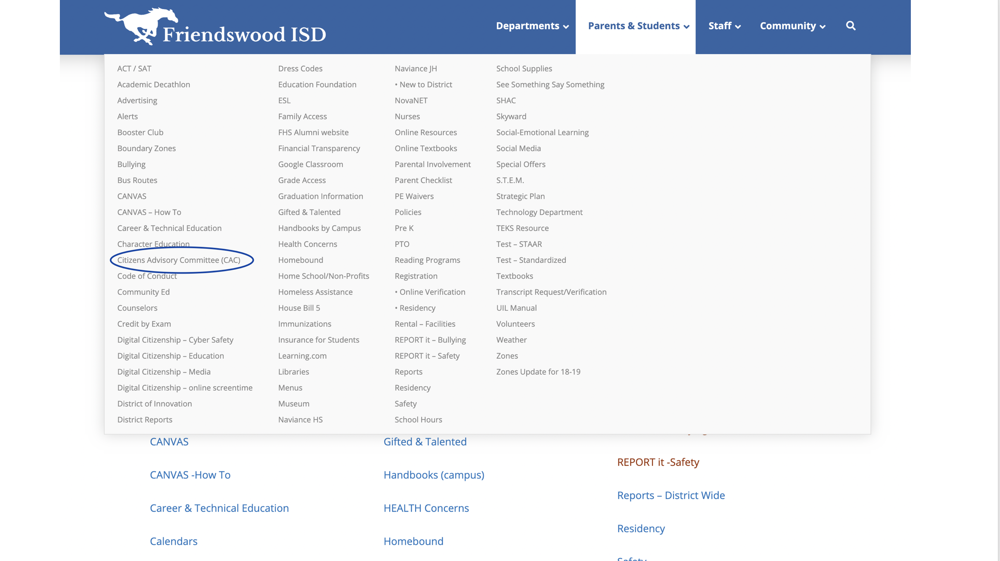 Friendswood ISD
Departments
Parents & Students
Staff
Community
ACT / SAT
Academic Decathlon
Advertising
Alerts
Booster Club
Boundary Zones
Bullying
Bus Routes
CANVAS
CANVAS – How To
Career & Technical Education
Character Education
Citizens Advisory Committee (CAC)
Code of Conduct
Community Ed
Counselors
Credit by Exam
Digital Citizenship – Cyber Safety
Digital Citizenship – Education
Digital Citizenship – Media
Digital Citizenship – online screentime
District of Innovation
District Reports
Dress Codes
Education Foundation
ESL
Family Access
FHS Alumni website
Financial Transparency
Google Classroom
Grade Access
Graduation Information
Gifted & Talented
Handbooks by Campus
Health Concerns
Homebound
Home School/Non-Profits
Homeless Assistance
House Bill 5
Immunizations
Insurance for Students
Learning.com
Libraries
Menus
Museum
Naviance HS
Naviance JH
• New to District
NovaNET
Nurses
Online Resources
Online Textbooks
Parental Involvement
Parent Checklist
PE Waivers
Policies
Pre K
PTO
Reading Programs
Registration
• Online Verification
• Residency
Rental – Facilities
REPORT it – Bullying
REPORT it – Safety
Reports
Residency
Safety
School Hours
School Supplies
See Something Say Something
SHAC
Skyward
Social-Emotional Learning
Social Media
Special Offers
S.T.E.M.
Strategic Plan
Technology Department
TEKS Resource
Test – STAAR
Test – Standardized
Textbooks
Transcript Request/Verification
UIL Manual
Volunteers
Weather
Zones
Zones Update for 18-19
CANVAS
CANVAS -How To
Career & Technical Education
Calendars
Gifted & Talented
Handbooks (campus)
HEALTH Concerns
Homebound
REPORT it -Safety
Reports – District Wide
Residency
Safety